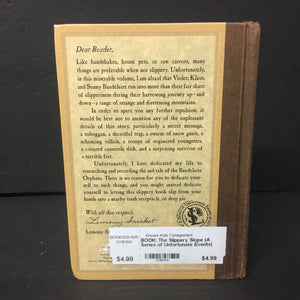 Dear Reader,
Like handshakes, house pets, or raw carrots,
many things are preferable when not slippery. Unfortunately,
in this miserable volume, I am afraid that Violet, Klaus,
and Sunny Baudelaire run into more than their fair share
of slipperiness during their harrowing journey up—and
down—a range of strange and distressing mountains.
In order to spare you any further repulsion, it
would be best not to mention any of the unpleasant
details of this story, particularly a secret message,
a toboggan, a deceitful trap, a swarm of snow gnats, a
scheming villain, a troupe of organized youngsters,
a covered casserole dish, and a surprising survivor of
a terrible fire.
Unfortunately, I have dedicated my life to
researching and recording the sad tale of the Baudelaire
Orphans. There is no reason for you to dedicate your-
self to such things, and you might instead dedicate
yourself to letting this slippery book slip from your
hands into a nearby trash receptacle, or deep pit.
With all due respect,
Lemony Snicket
Lemony
Encore Kids Consignment
BOOK: The Slippery Slope (A
Series of Unfortunate Events)
$4.99
$4.99